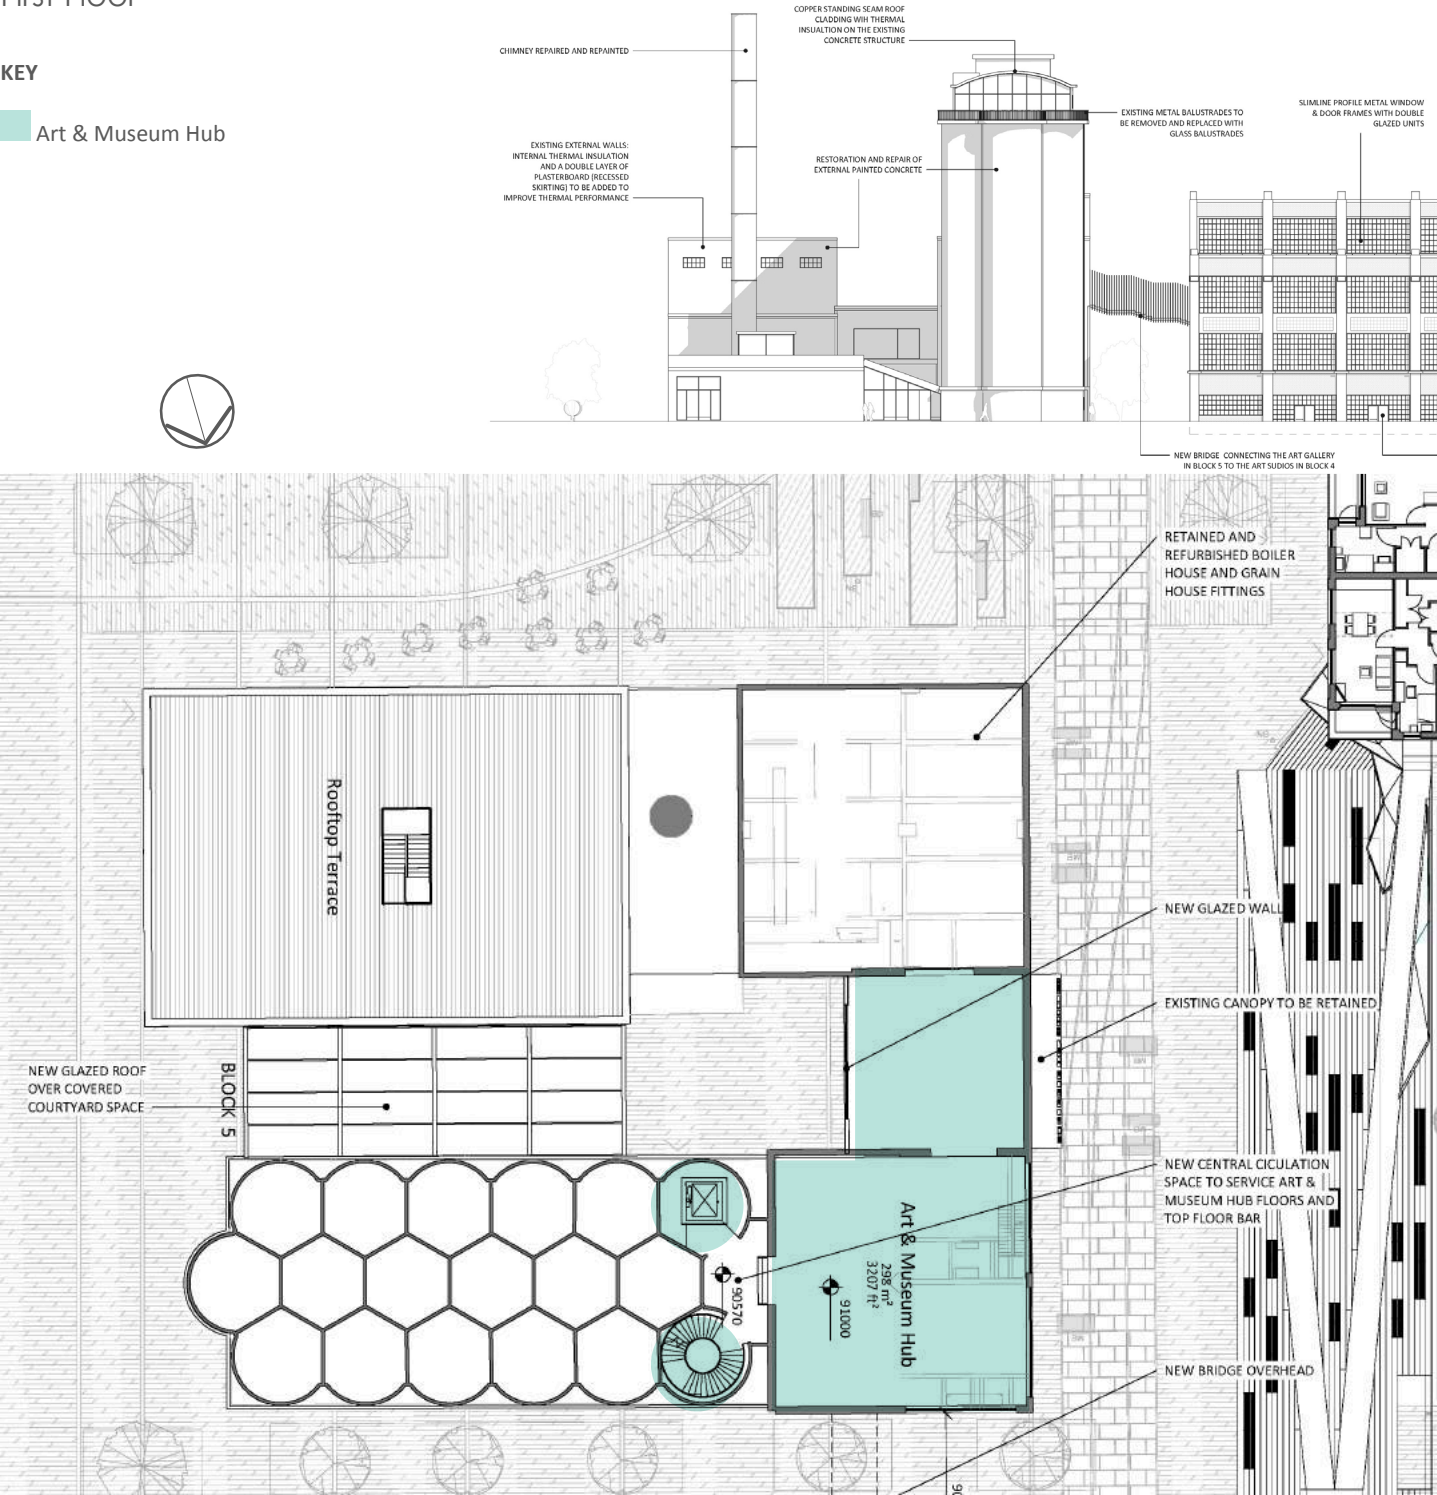 KEY
Art & Museum Hub
CHIMNEY REPAIRED AND REPAINTED
COPPER STANDING SEAM ROOF
CLADDING WIH THERMAL
INSUALTION ON THE EXISTING
CONCRETE STRUCTURE
EXISTING EXTERNAL WALLS:
INTERNAL THERMAL INSULATION
AND A DOUBLE LAYER OF
PLASTERBOARD (RECESSED
SKIRTING) TO BE ADDED TO
IMPROVE THERMAL PERFORMANCE
RESTORATION AND REPAIR OF
EXTERNAL PAINTED CONCRETE
EXISTING METAL BALUSTRADES TO
BE REMOVED AND REPLACED WITH
GLASS BALUSTRADES
SLIMLINE PROFILE METAL WINDOW
& DOOR FRAMES WITH DOUBLE
GLAZED UNITS
NEW BRIDGE CONNECTING THE ART GALLERY
IN BLOCK 5 TO THE ART SUDIOS IN BLOCK 4
RETAINED AND
REFURBISHED BOILER
HOUSE AND GRAIN
HOUSE FITTINGS
Rooftop Terrace
NEW GLAZED WALL
EXISTING CANOPY TO BE RETAINED
NEW GLAZED ROOF
OVER COVERED
COURTYARD SPACE
BLOCK 5
NEW CENTRAL CICULATION
SPACE TO SERVICE ART &
MUSEUM HUB FLOORS AND
TOP FLOOR BAR
Art & Museum Hub
298 m²
3207 ft²
91000
90570
NEW BRIDGE OVERHEAD